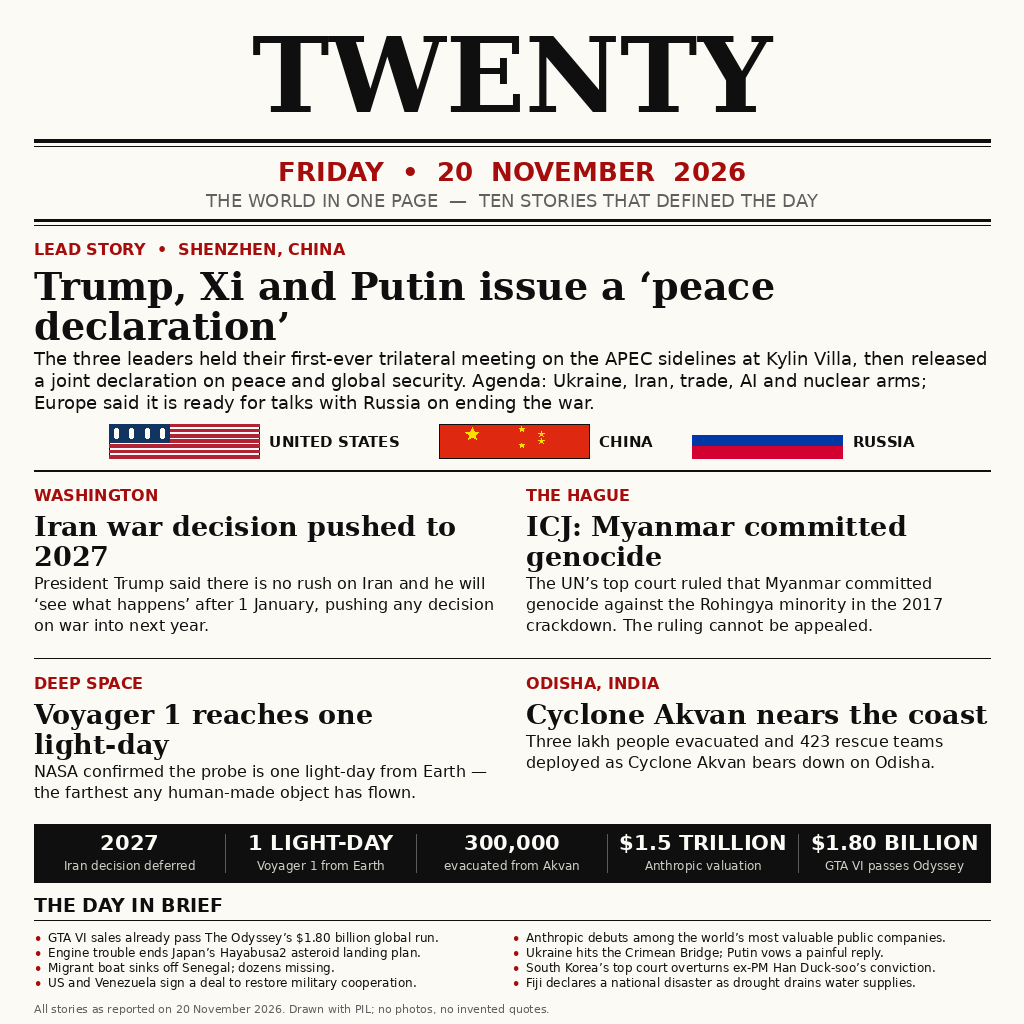 TWENTY
FRIDAY • 20 NOVEMBER 2026
THE WORLD IN ONE PAGE — TEN STORIES THAT DEFINED THE DAY
LEAD STORY • SHENZHEN, CHINA
Trump, Xi and Putin issue a ‘peace
declaration’
The three leaders held their first-ever trilateral meeting on the APEC sidelines at Kylin Villa, then released
a joint declaration on peace and global security. Agenda: Ukraine, Iran, trade, AI and nuclear arms;
Europe said it is ready for talks with Russia on ending the war.
UNITED STATES
CHINA
RUSSIA
WASHINGTON
Iran war decision pushed to
2027
President Trump said there is no rush on Iran and he will
‘see what happens’ after 1 January, pushing any decision
on war into next year.
THE HAGUE
ICJ: Myanmar committed
genocide
The UN’s top court ruled that Myanmar committed
genocide against the Rohingya minority in the 2017
crackdown. The ruling cannot be appealed.
DEEP SPACE
Voyager 1 reaches one
light-day
NASA confirmed the probe is one light-day from Earth —
the farthest any human-made object has flown.
ODISHA, INDIA
Cyclone Akvan nears the coast
Three lakh people evacuated and 423 rescue teams
deployed as Cyclone Akvan bears down on Odisha.
2027
Iran decision deferred
1 LIGHT-DAY
Voyager 1 from Earth
300,000
evacuated from Akvan
$1.5 TRILLION
Anthropic valuation
$1.80 BILLION
GTA VI passes Odyssey
THE DAY IN BRIEF
• GTA VI sales already pass The Odyssey’s $1.80 billion global run.
• Engine trouble ends Japan’s Hayabusa2 asteroid landing plan.
• Migrant boat sinks off Senegal; dozens missing.
• US and Venezuela sign a deal to restore military cooperation.
• Anthropic debuts among the world’s most valuable public companies.
• Ukraine hits the Crimean Bridge; Putin vows a painful reply.
• South Korea’s top court overturns ex-PM Han Duck-soo’s conviction.
• Fiji declares a national disaster as drought drains water supplies.
All stories as reported on 20 November 2026. Drawn with PIL; no photos, no invented quotes.